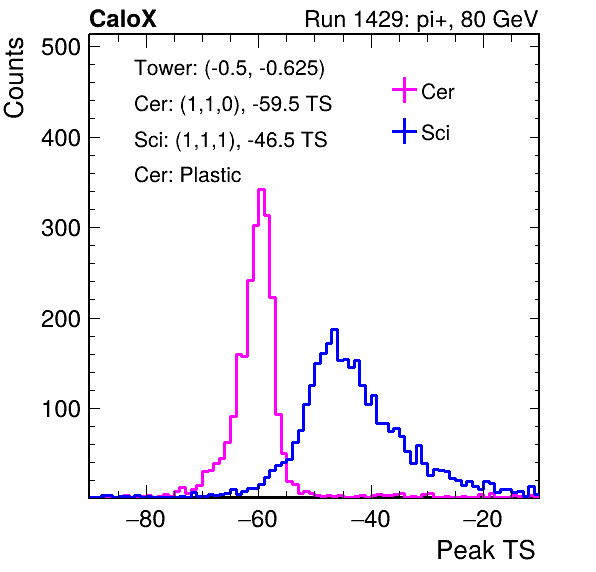 CaloX Run 1429: pi+, 80 GeV
Counts
500
400
300
200
100
Tower: (-0.5, -0.625)
Cer: (1,1,0), -59.5 TS
Sci: (1,1,1), -46.5 TS
Cer: Plastic
Cer
Sci
−80 −60 −40 −20
Peak TS